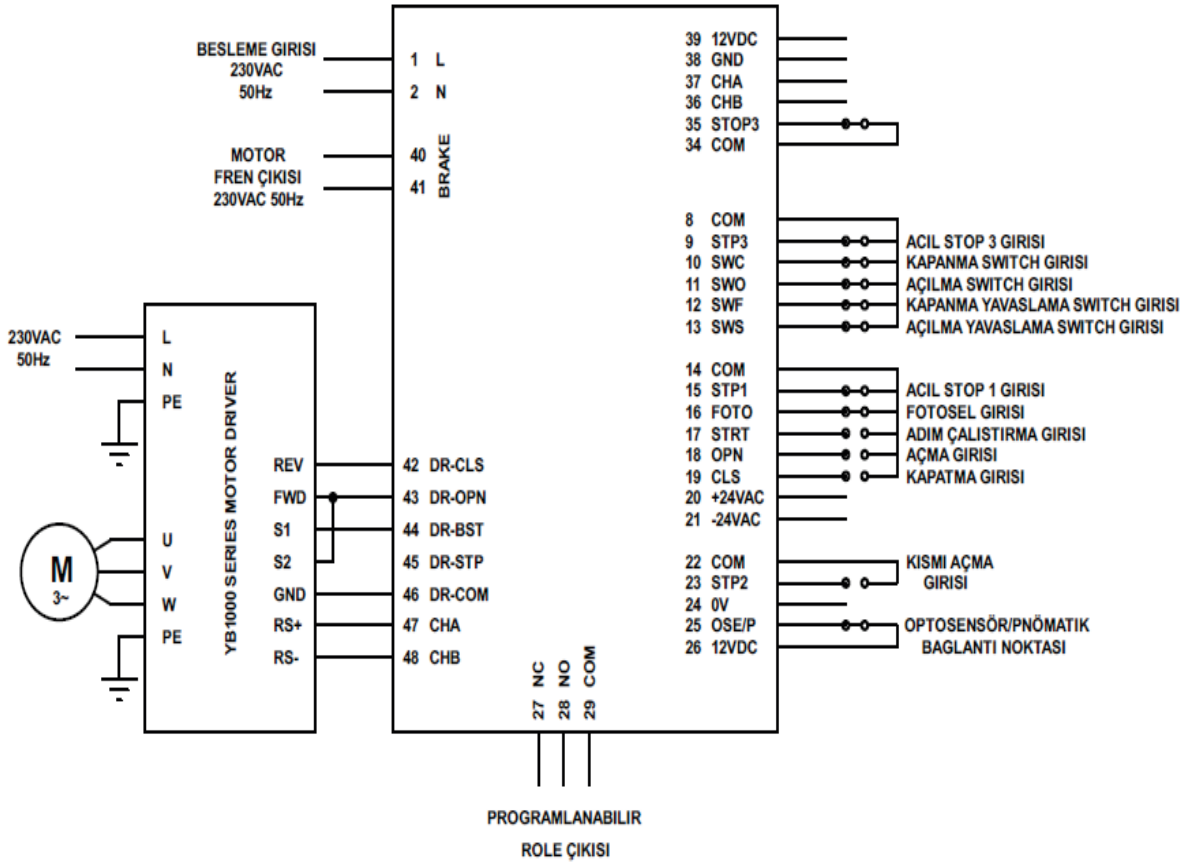 BESLEME GIRISI
230VAC
50Hz
1 L
2 N
MOTOR
FREN ÇIKISI
230VAC 50Hz
40
41
BRAKE
39 12VDC
38 GND
37 CHA
36 CHB
35 STOP3
34 COM
8 COM
9 STP3 ACIL STOP 3 GIRISI
10 SWC KAPANMA SWITCH GIRISI
11 SWO AÇILMA SWITCH GIRISI
12 SWF KAPANMA YAVASLAMA SWITCH GIRISI
13 SWS AÇILMA YAVASLAMA SWITCH GIRISI
14 COM
15 STP1 ACIL STOP 1 GIRISI
16 FOTO FOTOSEL GIRISI
17 STRT ADIM ÇALISTIRMA GIRISI
18 OPN AÇMA GIRISI
19 CLS KAPATMA GIRISI
20 +24VAC
21 -24VAC
22 COM KISMI AÇMA
23 STP2 GIRISI
24 0V
25 OSE/P OPTOSENSÖR/PNÖMATIK
26 12VDC BAGLANTI NOKTASI
230VAC
50Hz
L
N
PE
YB1000 SERIES MOTOR DRIVER
REV
FWD
S1
S2
GND
RS+
RS-
42 DR-CLS
43 DR-OPN
44 DR-BST
45 DR-STP
46 DR-COM
47 CHA
48 CHB
M
3~
U
V
W
PE
27 NC
28 NO
29 COM
PROGRAMLANABILIR
ROLE ÇIKISI